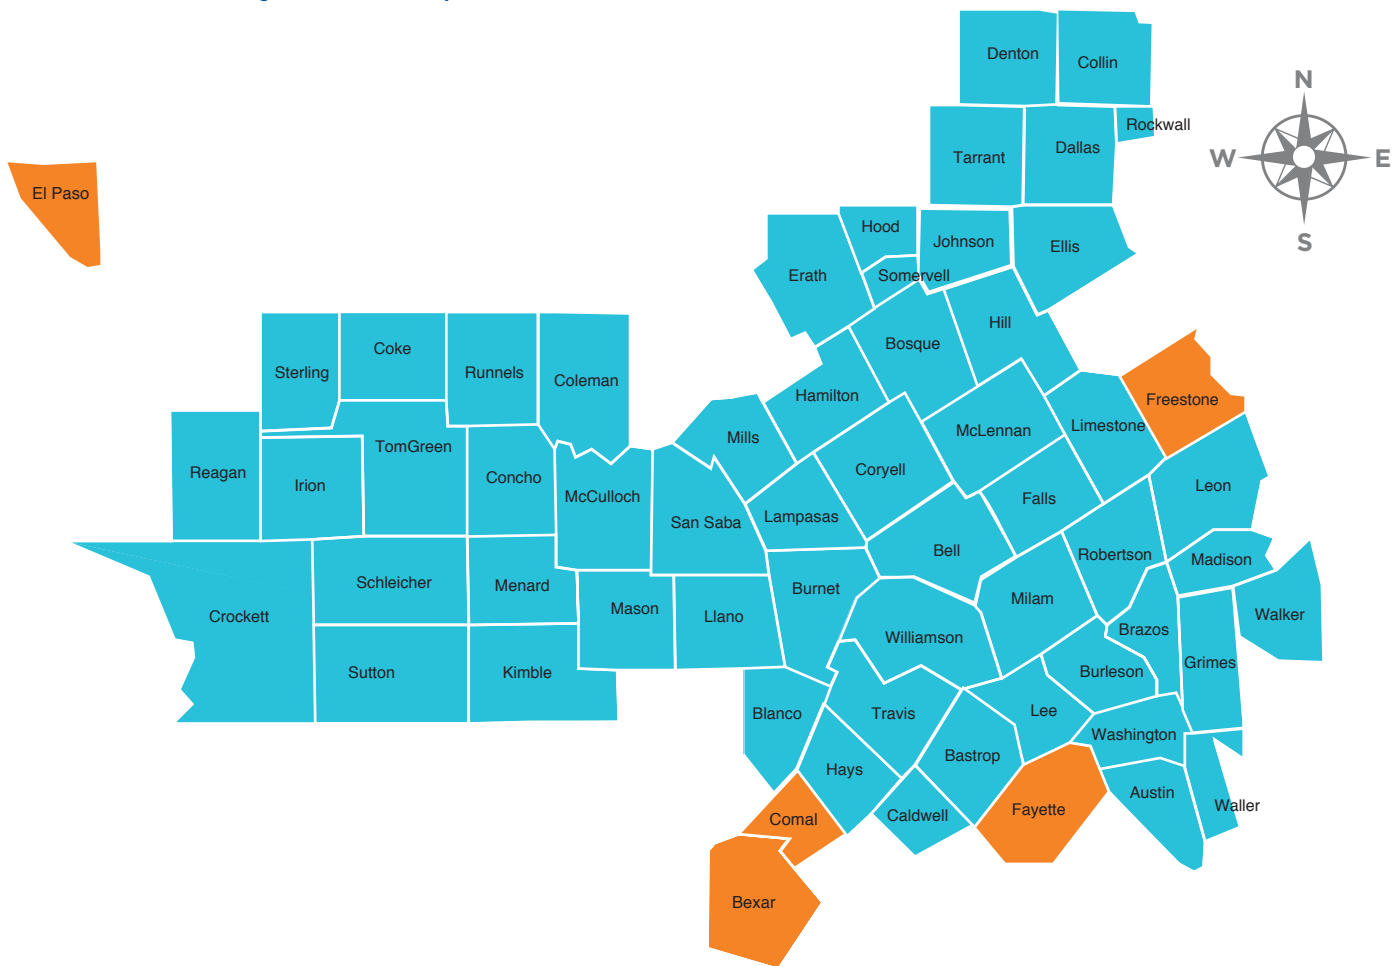 Denton
Collin
N
Rockwall
Tarrant
Dallas
W
E
El Paso
Hood
Johnson
Ellis
S
Erath
Somervell
Hill
Bosque
Coke
Sterling
Runnels
Coleman
Hamilton
Freestone
Mills
McLennan
Limestone
TomGreen
Reagan
Irion
Concho
McCulloch
Coryell
Leon
Falls
San Saba
Lampasas
Bell
Robertson
Madison
Schleicher
Menard
Burnet
Milam
Crockett
Mason
Llano
Walker
Williamson
Brazos
Sutton
Kimble
Burleson
Grimes
Blanco
Travis
Lee
Washington
Bastrop
Hays
Austin
Waller
Comal
Caldwell
Fayette
Bexar